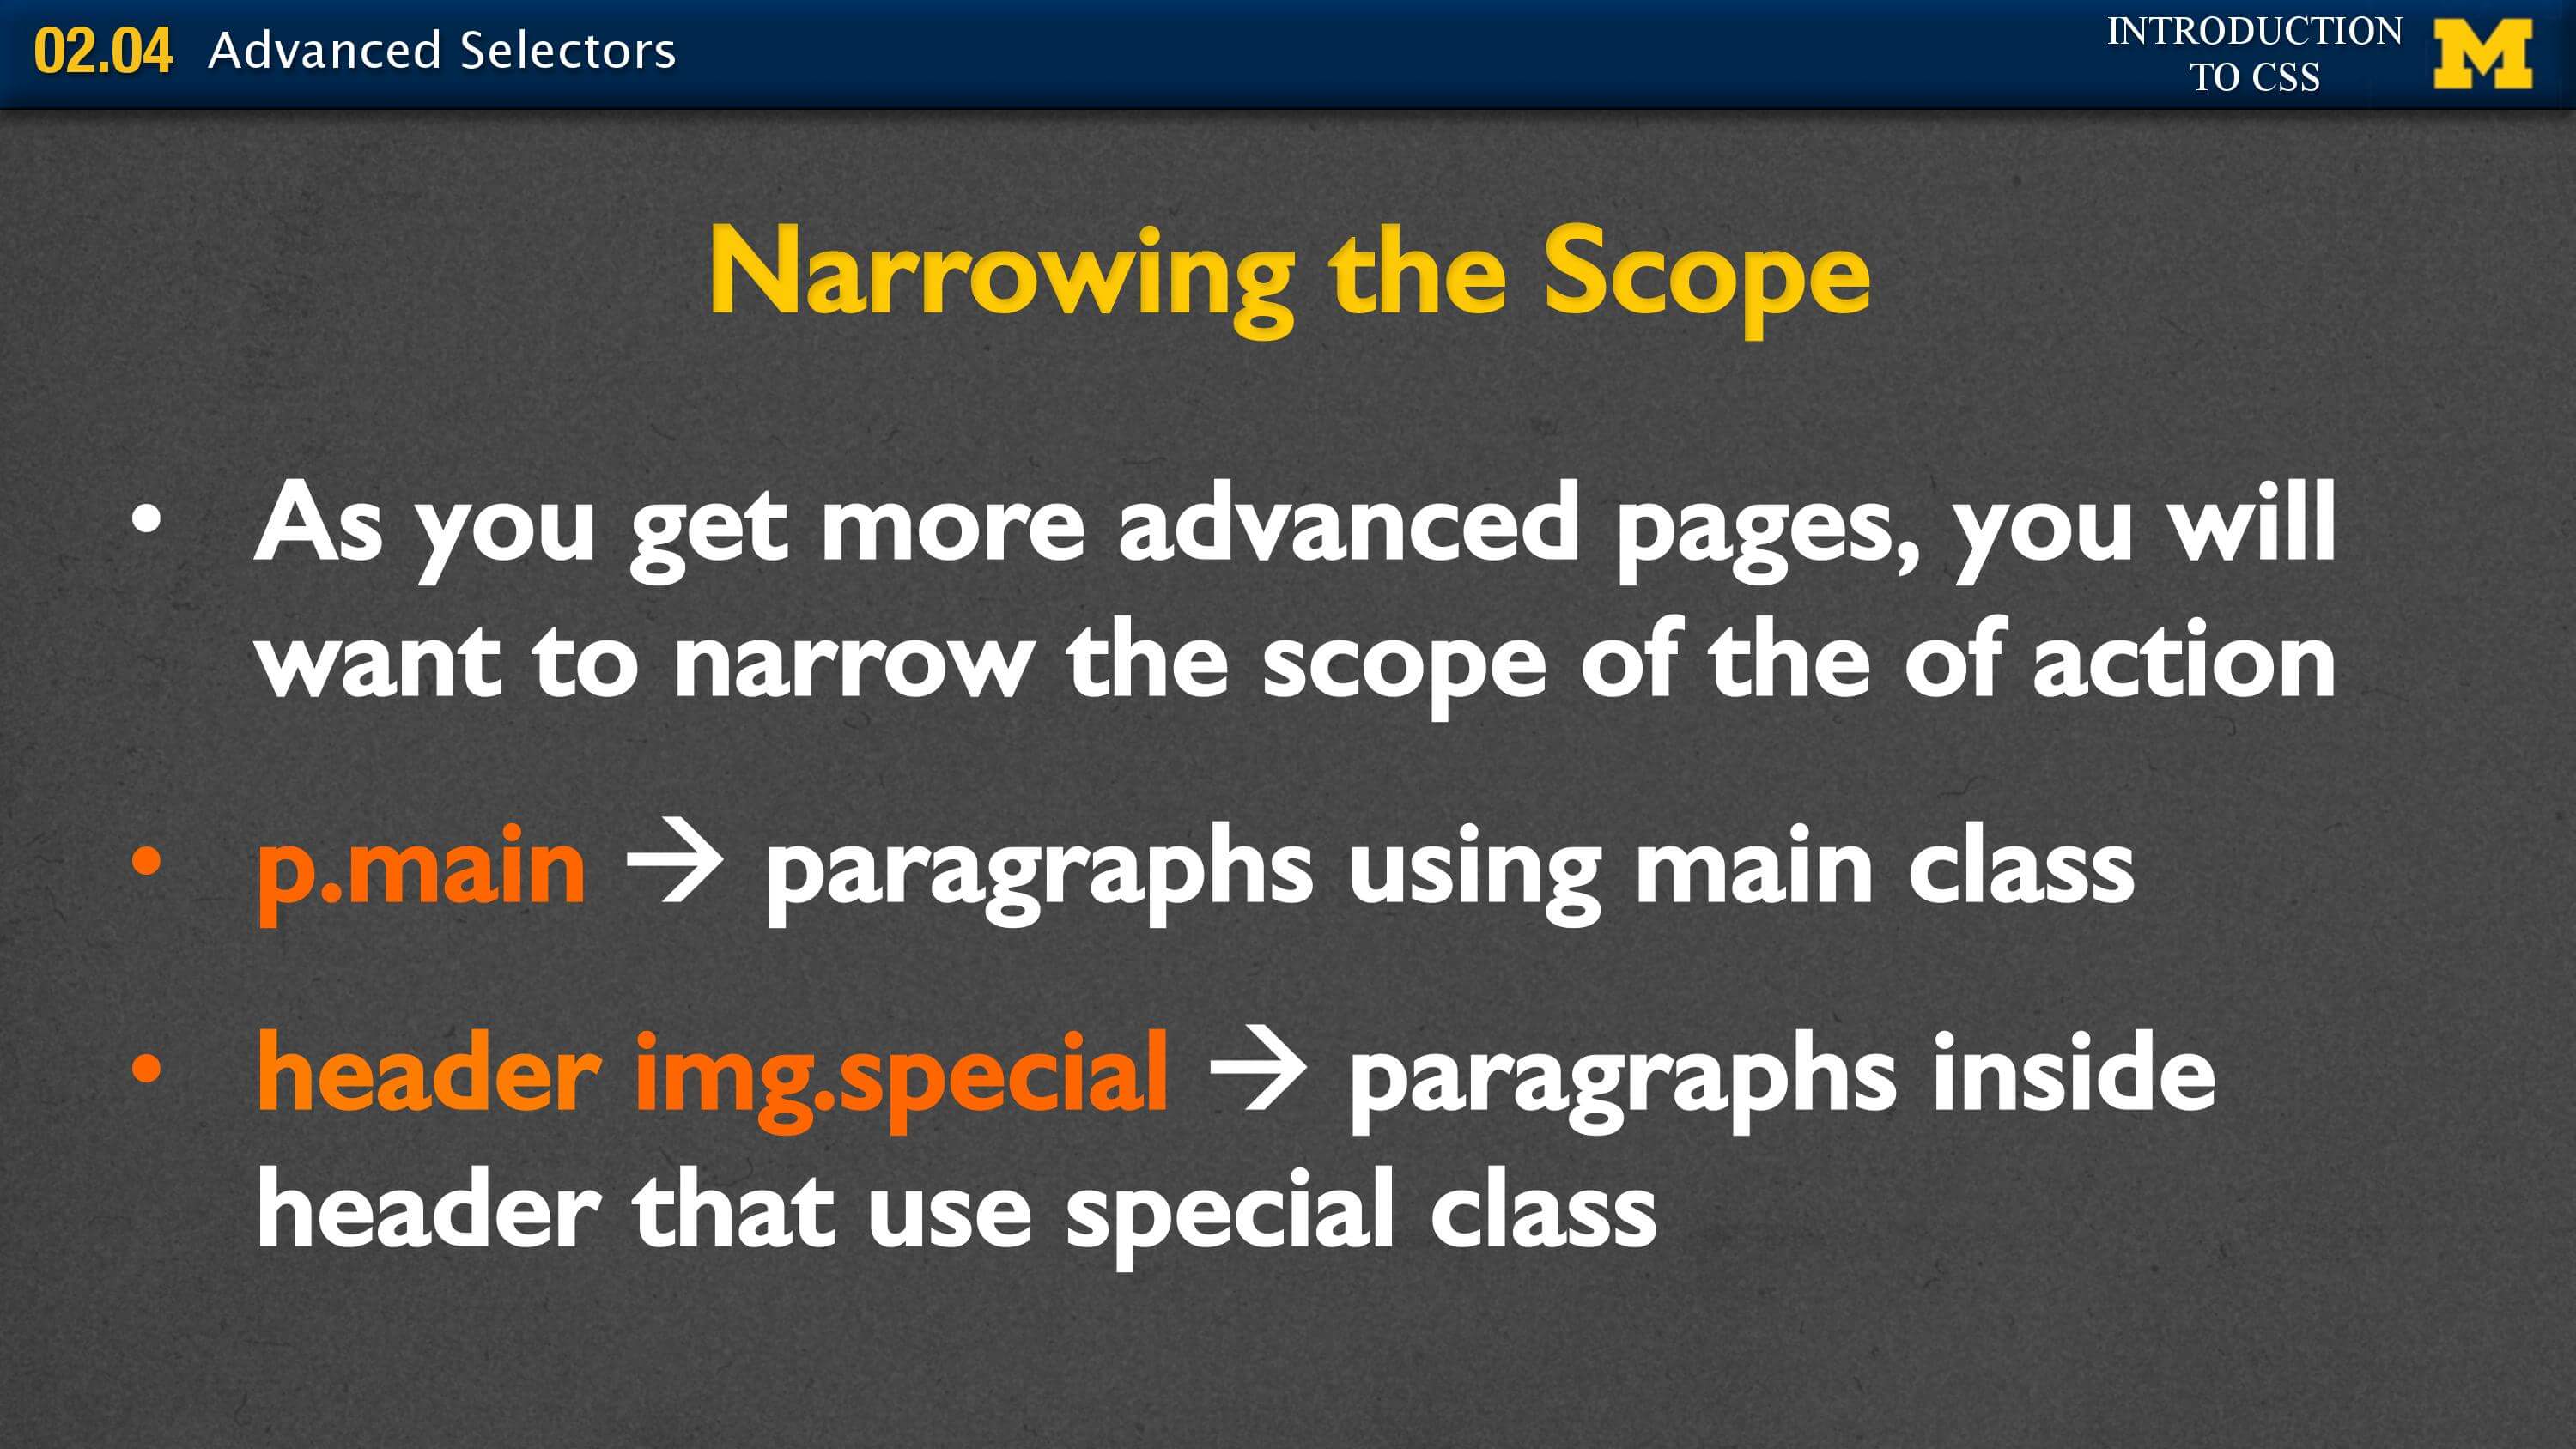 02.04 Advanced Selectors
INTRODUCTION
TO CSS
M
Narrowing the Scope
• As you get more advanced pages, you will
want to narrow the scope of the of action
• p.main → paragraphs using main class
• header img.special → paragraphs inside
header that use special class